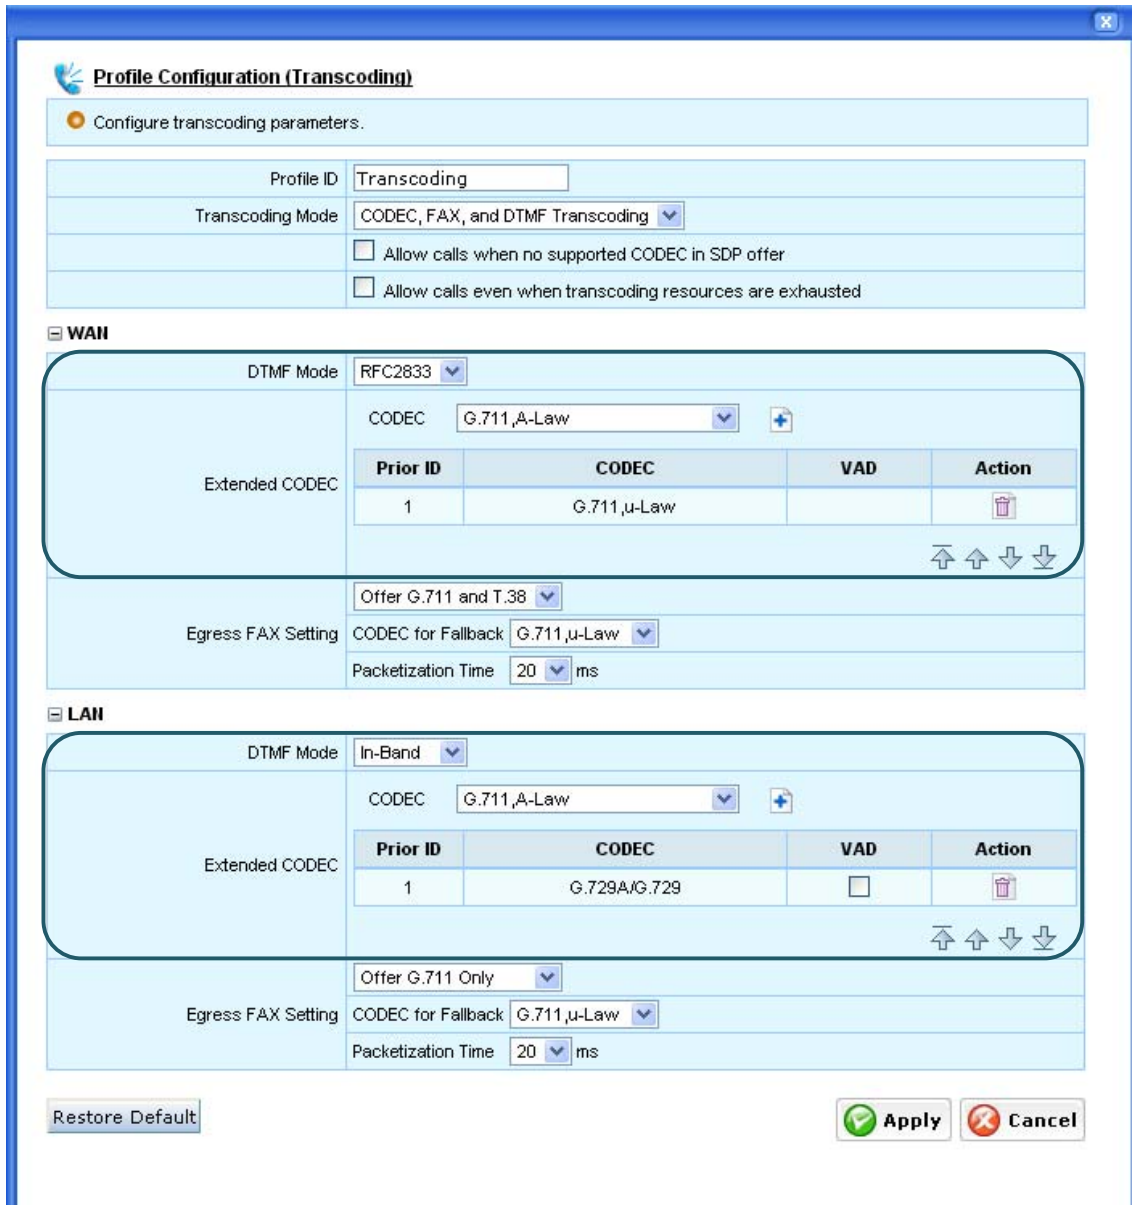 Profile Configuration (Transcoding)
Configure transcoding parameters.
Profile ID Transcoding
Transcoding Mode CODEC, FAX, and DTMF Transcoding
Allow calls when no supported CODEC in SDP offer
Allow calls even when transcoding resources are exhausted
WAN
DTMF Mode RFC2833
CODEC G.711,A-Law
Extended CODEC
Prior ID CODEC VAD Action
1 G.711,u-Law
Offer G.711 and T.38
Egress FAX Setting CODEC for Fallback G.711,u-Law
Packetization Time 20 ms
LAN
DTMF Mode In-Band
CODEC G.711,A-Law
Extended CODEC
Prior ID CODEC VAD Action
1 G.729A/G.729
Offer G.711 Only
Egress FAX Setting CODEC for Fallback G.711,u-Law
Packetization Time 20 ms
Restore Default Apply Cancel